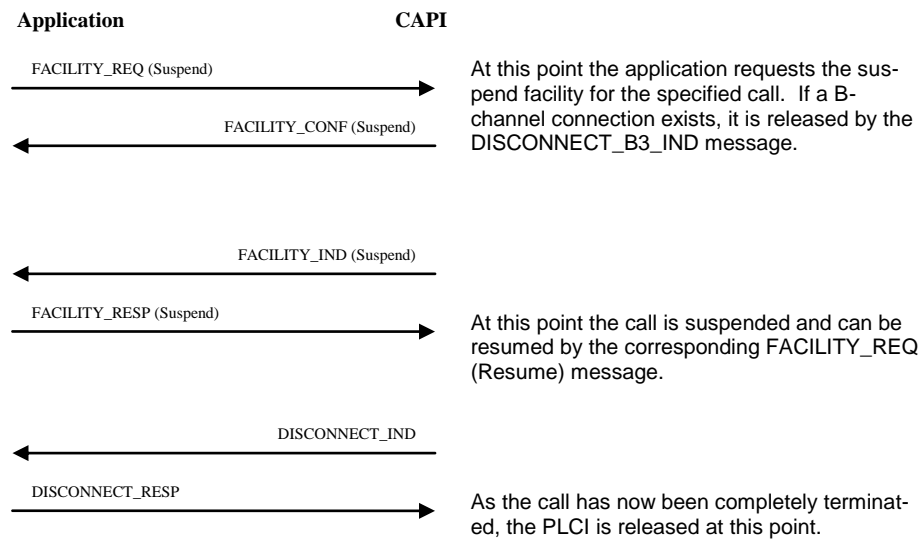 Application CAPI
FACILITY_REQ (Suspend)
At this point the application requests the sus-
pend facility for the specified call. If a B-
channel connection exists, it is released by the
DISCONNECT_B3_IND message.
FACILITY_CONF (Suspend)
FACILITY_IND (Suspend)
FACILITY_RESP (Suspend)
At this point the call is suspended and can be
resumed by the corresponding FACILITY_REQ
(Resume) message.
DISCONNECT_IND
DISCONNECT_RESP
As the call has now been completely terminat-
ed, the PLCI is released at this point.